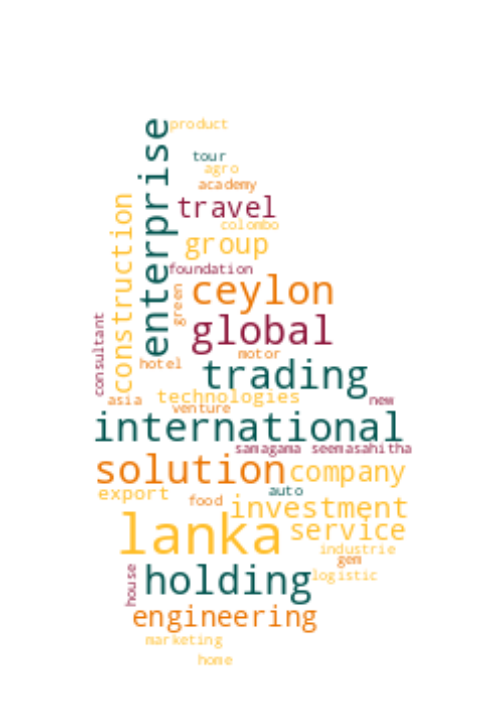 product
enterprise
tour
agro
academy
construction
travel
colombo
group
foundation
green
ceylon
global
consultant
motor
hotel
trading
asia
technologies
new
venture
international
samagama seemasahitha
solution
company
export
auto
food
investment
lanka
service
industrie
gem
house
holding
logistic
engineering
marketing
home